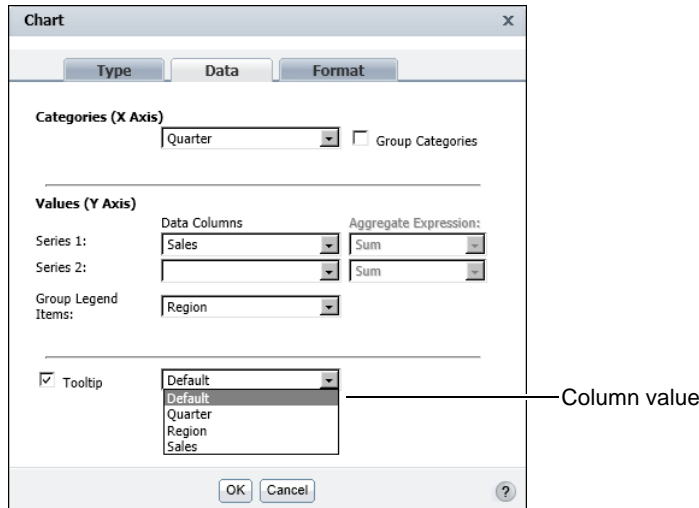 Chart x
Type Data Format
Categories (X Axis)
Quarter Group Categories
Values (Y Axis)
Data Columns Aggregate Expression:
Series 1: Sales Sum
Series 2: Sum
Group Legend
Items: Region
Tooltip Default
Default
Quarter
Region
Sales
Column value
OK Cancel ?